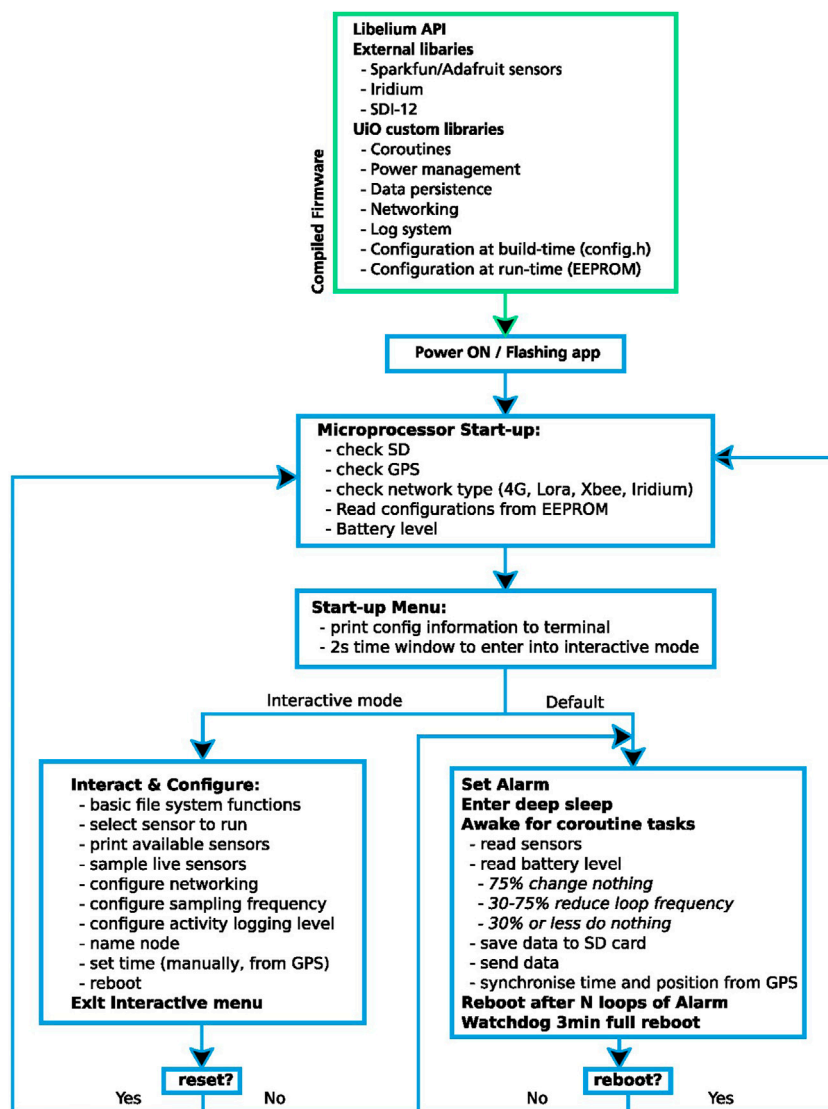 Compiled Firmware
Libelium API
External libaries
- Sparkfun/Adafruit sensors
- Iridium
- SDI-12
UiO custom libraries
- Coroutines
- Power management
- Data persistence
- Networking
- Log system
- Configuration at build-time (config.h)
- Configuration at run-time (EEPROM)
Power ON / Flashing app
Microprocessor Start-up:
- check SD
- check GPS
- check network type (4G, Lora, Xbee, Iridium)
- Read configurations from EEPROM
- Battery level
Start-up Menu:
- print config information to terminal
- 2s time window to enter into interactive mode
Interactive mode
Default
Interact & Configure:
- basic file system functions
- select sensor to run
- print available sensors
- sample live sensors
- configure networking
- configure sampling frequency
- configure activity logging level
- name node
- set time (manually, from GPS)
- reboot
Exit interactive menu
reset?
Yes
No
Set Alarm
Enter deep sleep
Awake for coroutine tasks
- read sensors
- read battery level
- 75% change nothing
- 30-75% reduce loop frequency
- 30% or less do nothing
- save data to SD card
- send data
- synchronise time and position from GPS
Reboot after N loops of Alarm
Watchdog 3min full reboot
reboot?
No
Yes